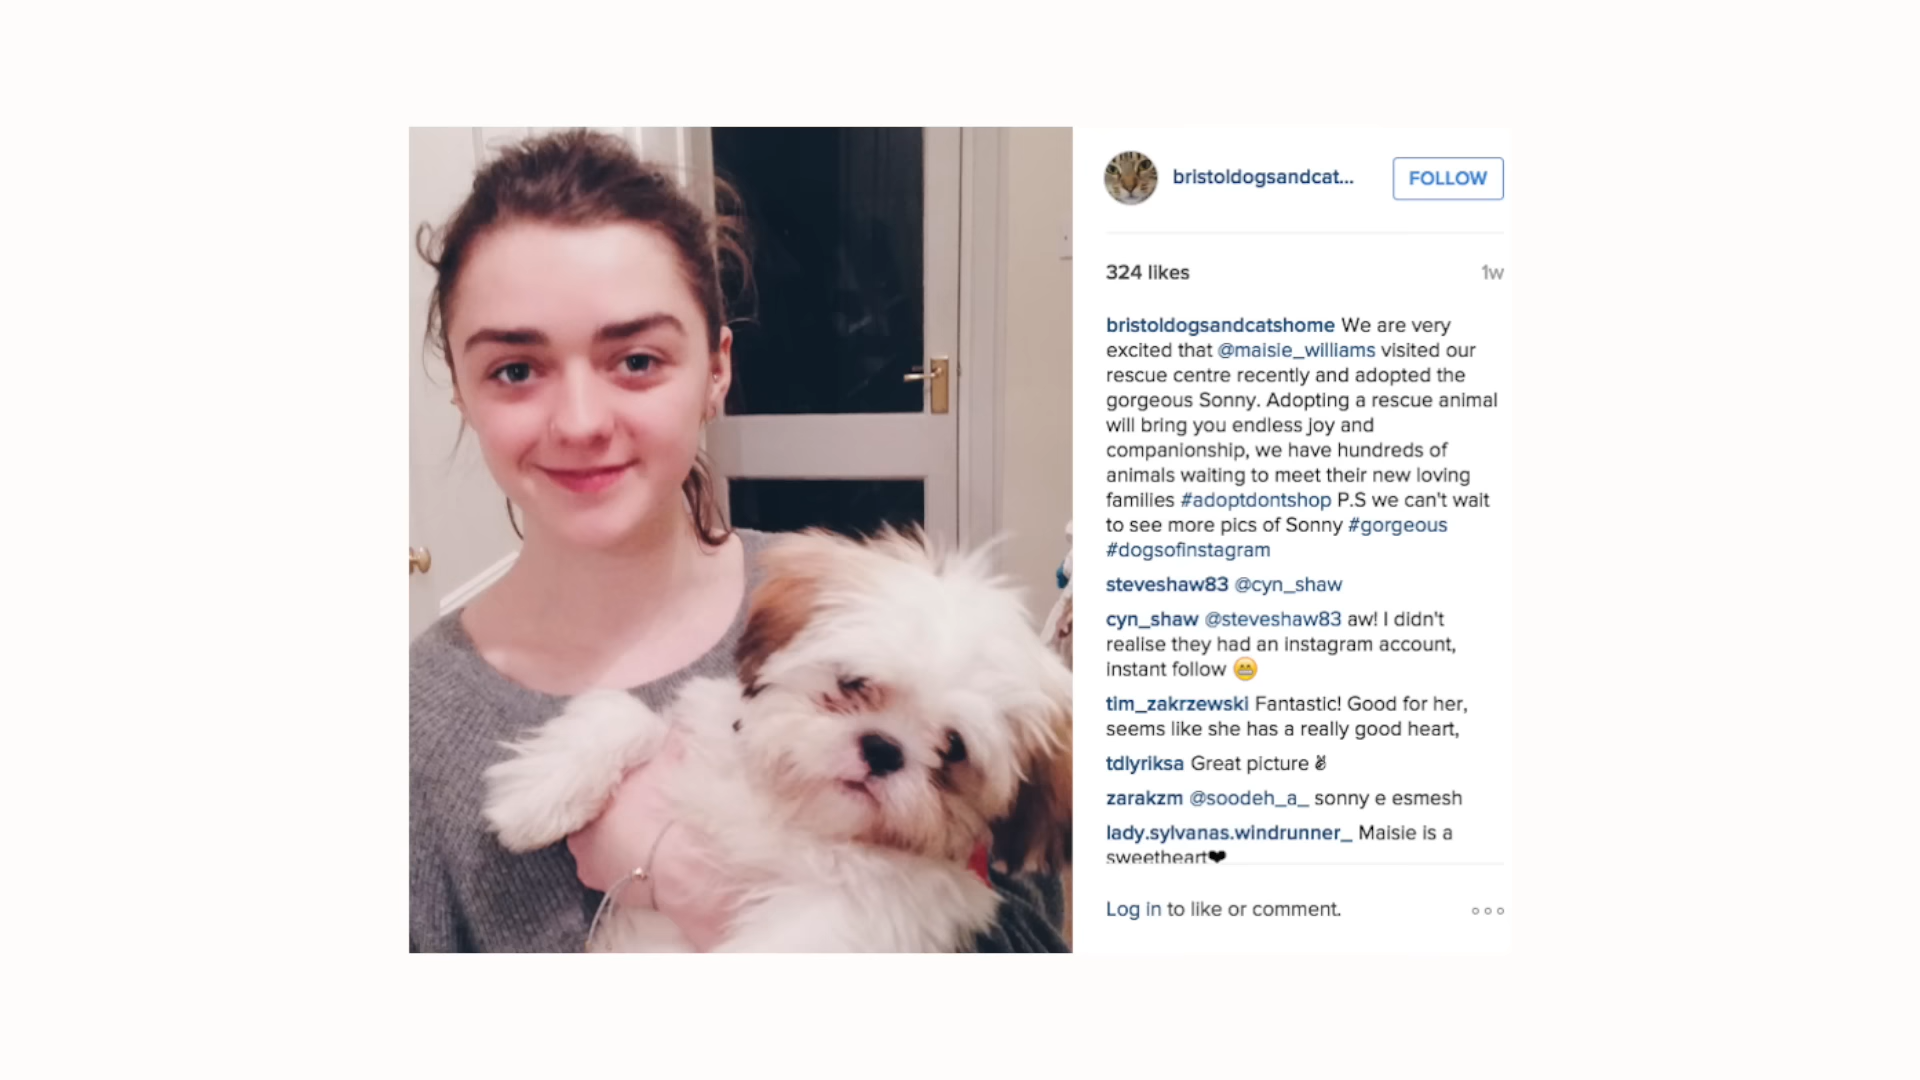 bristoldogsandcat...
FOLLOW
324 likes
1w
bristoldogsandcatshome We are very
excited that @maisie_williams visited our
rescue centre recently and adopted the
gorgeous Sonny. Adopting a rescue animal
will bring you endless joy and
companionship, we have hundreds of
animals waiting to meet their new loving
families #adoptdontshop P.S we can't wait
to see more pics of Sonny #gorgeous
#dogsofinstagram
steveshaw83 @cyn_shaw
cyn_shaw @steveshaw83 aw! I didn't
realise they had an instagram account,
instant follow 😬
tim_zakrzewski Fantastic! Good for her,
seems like she has a really good heart,
tdlyriksa Great picture ✌
zarakzm @soodeh_a_ sonny e esmesh
lady.sylvanas.windrunner_ Maisie is a
sweetheart❤
Log in to like or comment.